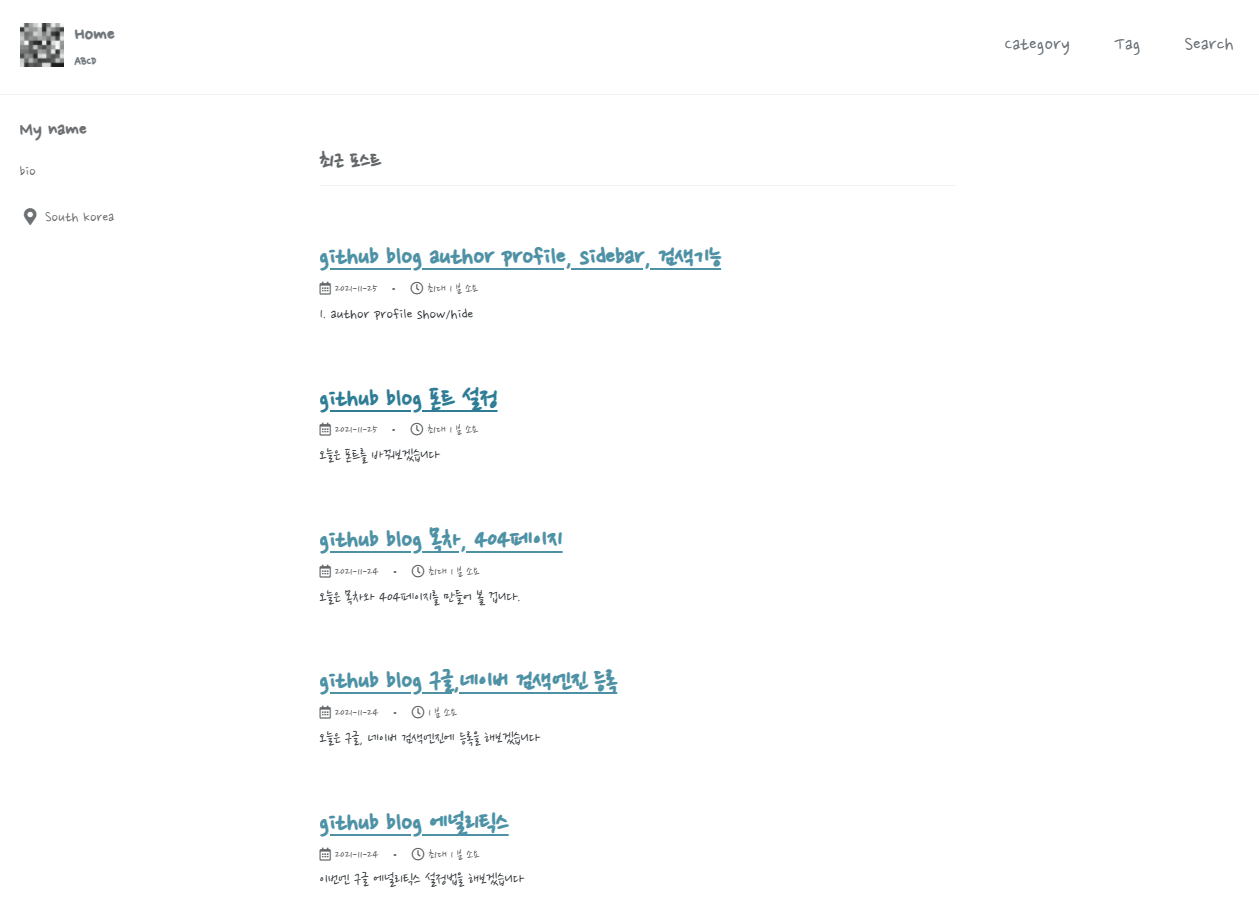 Home
ABCD
Category
Tag
Search
My name
bio
South korea
최근 포스트
github blog author profile, sidebar, 검색기능
2021-11-25 - 최대 1 분 소요
1. author profile show/hide
github blog 폰트 설정
2021-11-25 - 최대 1 분 소요
오늘은 폰트를 바꿔보겠습니다
github blog 목차, 404페이지
2021-11-24 - 최대 1 분 소요
오늘은 목차와 404페이지를 만들어 볼 겁니다.
github blog 구글,네이버 검색엔진 등록
2021-11-24 - 1 분 소요
오늘은 구글, 네이버 검색엔진에 등록을 해보겠습니다
github blog 에널리틱스
2021-11-24 - 최대 1 분 소요
이번엔 구글 에널리틱스 설정법을 해보겠습니다